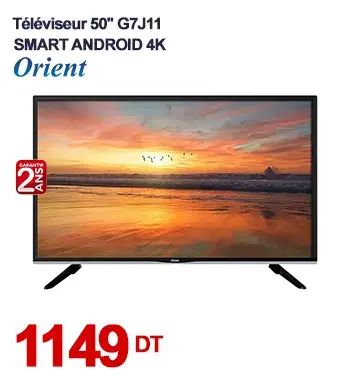 Téléviseur 50" G7J11
SMART ANDROID 4K
Orient
GARANTIE
2 ANS
1149 DT